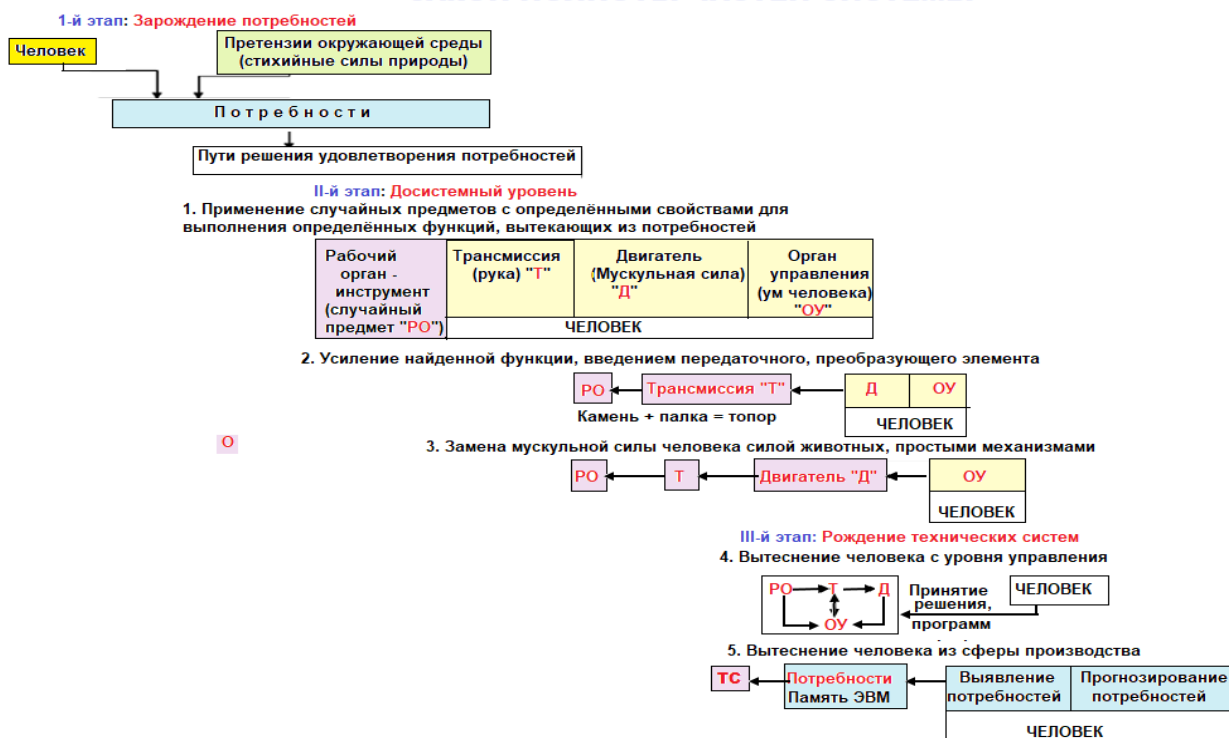 1-й этап: Зарождение потребностей
Человек
Претензии окружающей среды
(стихийные силы природы)
П о т р е б н о с т и
Пути решения удовлетворения потребностей
II-й этап: Досистемный уровень
1. Применение случайных предметов с определёнными свойствами для
выполнения определённых функций, вытекающих из потребностей
Рабочий
орган -
инструмент
(случайный
предмет "РО")
Трансмиссия
(рука) "Т"
Двигатель
(Мускульная сила)
"Д"
Орган
управления
(ум человека)
"ОУ"
ЧЕЛОВЕК
2. Усиление найденной функции, введением передаточного, преобразующего элемента
РО
Трансмиссия "Т"
Д
ОУ
Камень + палка = топор
ЧЕЛОВЕК
О
3. Замена мускульной силы человека силой животных, простыми механизмами
РО
Т
Двигатель "Д"
ОУ
ЧЕЛОВЕК
III-й этап: Рождение технических систем
4. Вытеснение человека с уровня управления
РО
Т
Д
ОУ
Принятие
решения,
программ
ЧЕЛОВЕК
5. Вытеснение человека из сферы производства
ТС
Потребности
Память ЭВМ
Выявление
потребностей
Прогнозирование
потребностей
ЧЕЛОВЕК